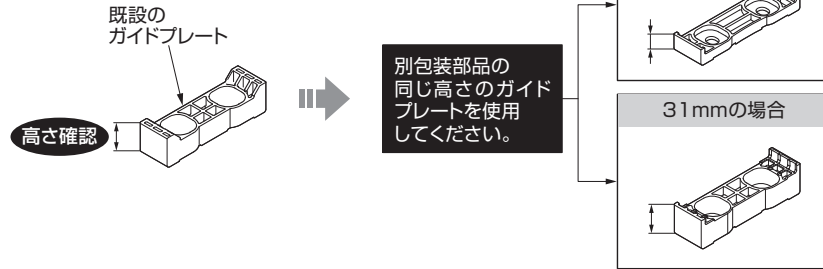 既設の
ガイドプレート
高さ確認
別包装部品の
同じ高さのガイド
プレートを使用
してください。
31mmの場合